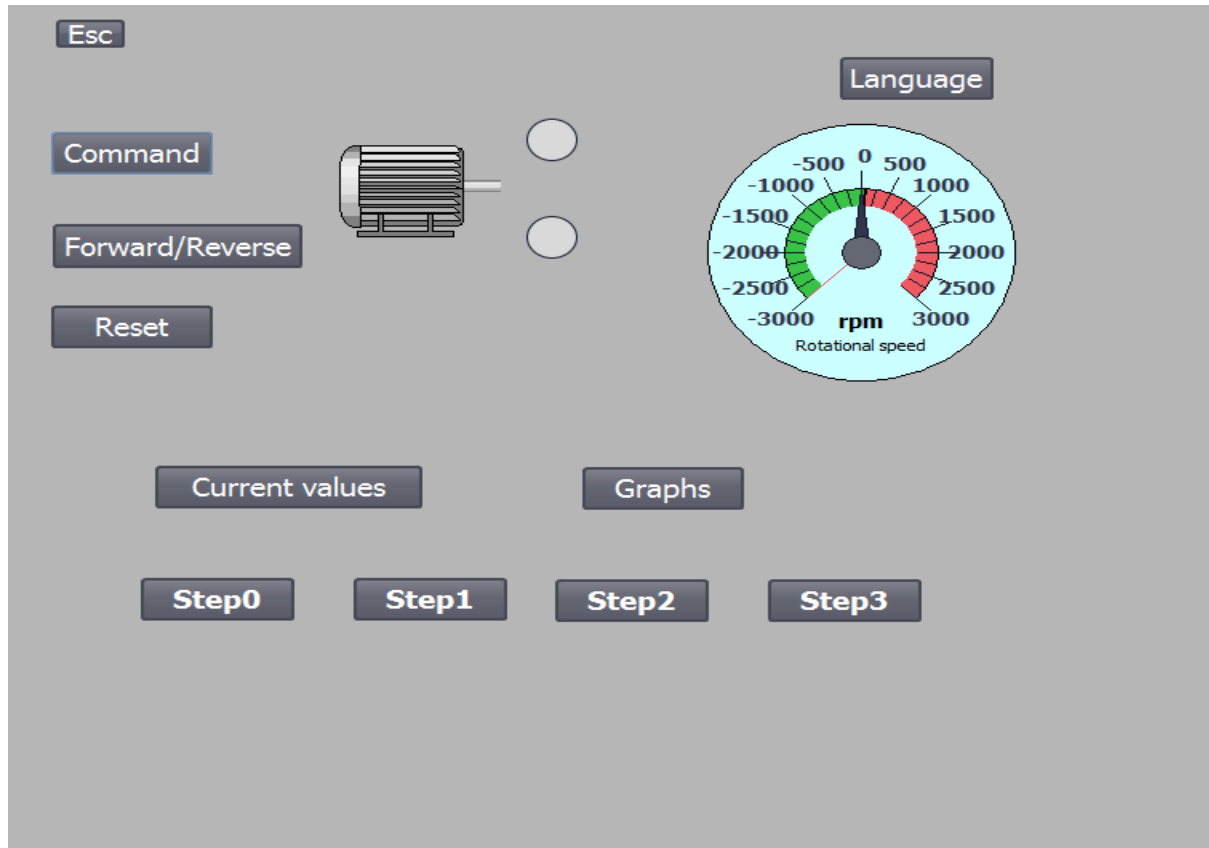 Esc
Language
Command
Forward/Reverse
Reset
-500 0 500
-1000 1000
-1500 1500
-2000 2000
-2500 2500
-3000 rpm 3000
Rotational speed
Current values
Graphs
Step0
Step1
Step2
Step3